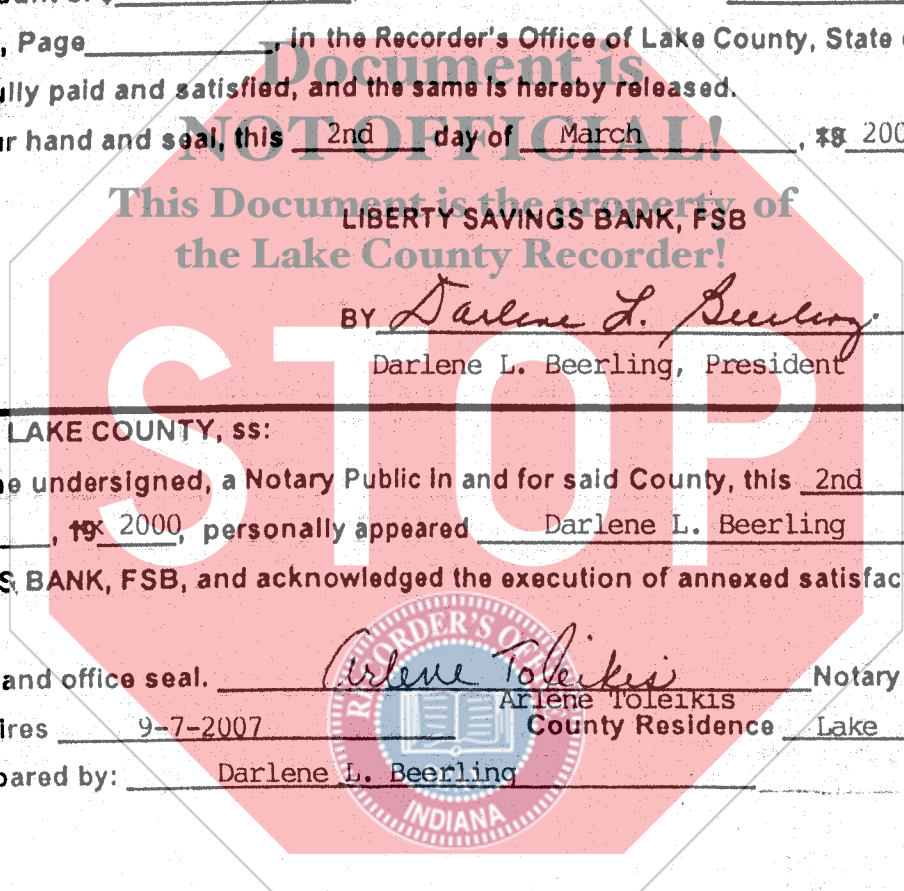 , Page ____, in the Recorder's Office of Lake County, State
Document is
ully paid and satisfied, and the same is hereby released.
r hand and seal, this 2nd day of March, 19 200
NOT OFFICIAL!
This Document is the property of
LIBERTY SAVINGS BANK, FSB
the Lake County Recorder!
BY Darlene L. Beerling
Darlene L. Beerling, President
STOP
LAKE COUNTY, ss:
e undersigned, a Notary Public in and for said County, this 2nd
, 19x 2000, personally appeared Darlene L. Beerling
S BANK, FSB, and acknowledged the execution of annexed satisfac
RECORDER'S OFFICE
and office seal. Arlene Toleikis Notary
Arlene Toleikis
ires 9-7-2007 County Residence Lake
pared by: Darlene L. Beerling
INDIANA